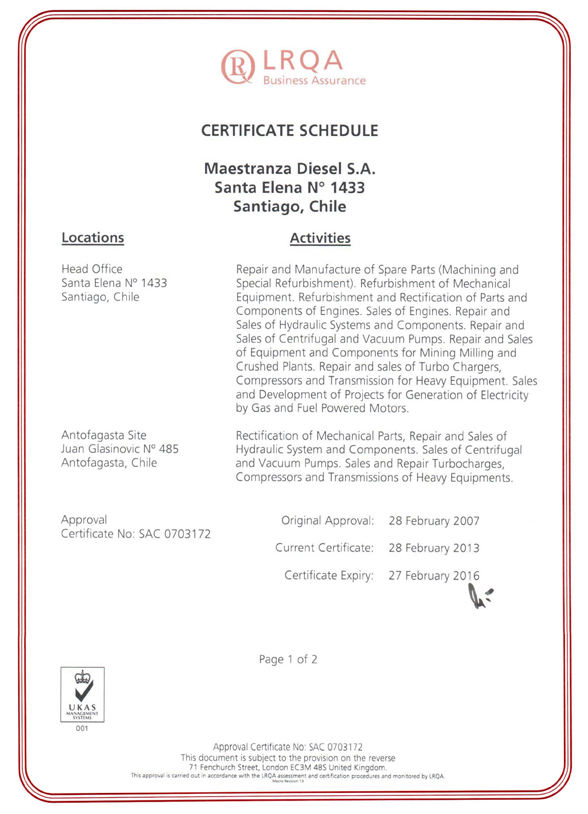 LRQA
Business Assurance
CERTIFICATE SCHEDULE
Maestranza Diesel S.A.
Santa Elena Nº 1433
Santiago, Chile
Locations
Activities
Head Office
Santa Elena Nº 1433
Santiago, Chile
Repair and Manufacture of Spare Parts (Machining and
Special Refurbishment). Refurbishment of Mechanical
Equipment. Refurbishment and Rectification of Parts and
Components of Engines. Sales of Engines. Repair and
Sales of Hydraulic Systems and Components. Repair and
Sales of Centrifugal and Vacuum Pumps. Repair and Sales
of Equipment and Components for Mining Milling and
Crushed Plants. Repair and sales of Turbo Chargers,
Compressors and Transmission for Heavy Equipment. Sales
and Development of Projects for Generation of Electricity
by Gas and Fuel Powered Motors.
Antofagasta Site
Juan Glasinovic Nº 485
Antofagasta, Chile
Rectification of Mechanical Parts, Repair and Sales of
Hydraulic System and Components. Sales of Centrifugal
and Vacuum Pumps. Sales and Repair Turbochargers,
Compressors and Transmissions of Heavy Equipments.
Approval
Certificate No: SAC 0703172
Original Approval: 28 February 2007
Current Certificate: 28 February 2013
Certificate Expiry: 27 February 2016
Page 1 of 2
UKAS
MANAGEMENT
SYSTEMS
001
Approval Certificate No: SAC 0703172
This document is subject to the provision on the reverse
71 Fenchurch Street, London EC3M 4BS United Kingdom.
This approval is carried out in accordance with the LRQA assessment and certification procedures and monitored by LRQA.